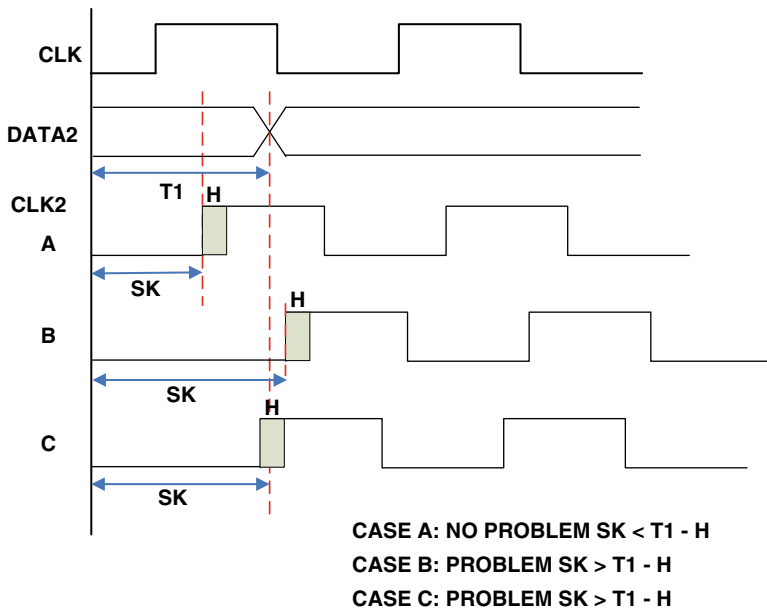 CLK
DATA2
T1
CLK2
H
A
SK
H
B
SK
H
C
SK
CASE A: NO PROBLEM SK < T1 - H
CASE B: PROBLEM SK > T1 - H
CASE C: PROBLEM SK > T1 - H